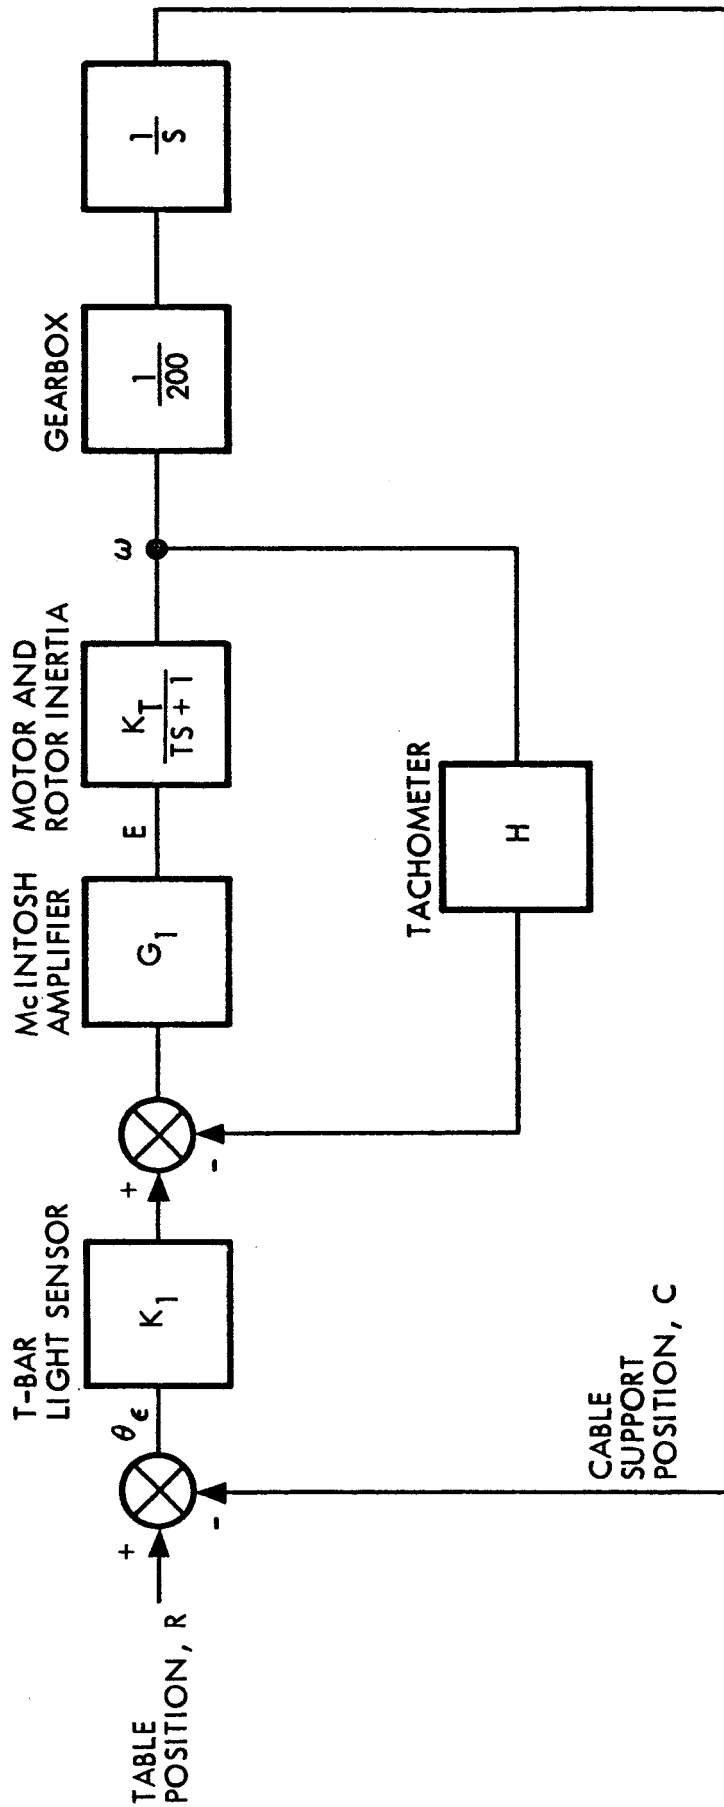 TABLE
POSITION, R
+
-
θε
T-BAR
LIGHT SENSOR
K1
+
-
McINTOSH
AMPLIFIER
G1
E
MOTOR AND
ROTOR INERTIA
KT
TS + 1
ω
GEARBOX
1
200
1
S
TACHOMETER
H
CABLE
SUPPORT
POSITION, C